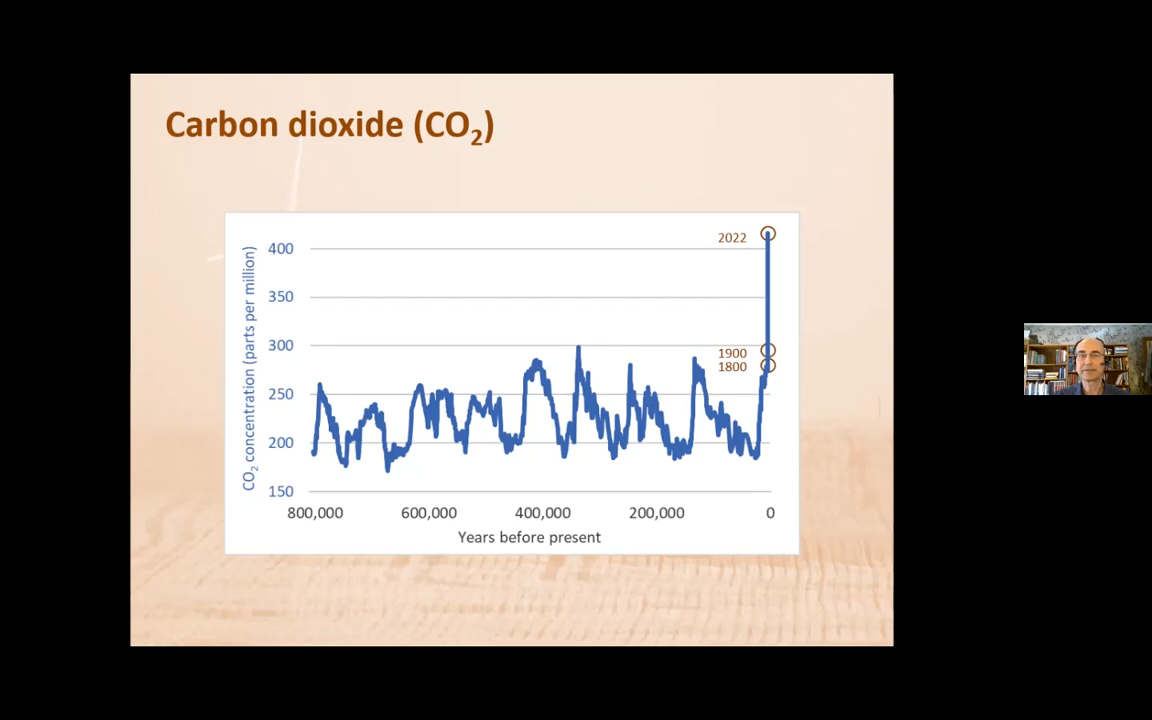 Carbon dioxide (CO₂)
CO₂ concentration (parts per million)
400
350
300
250
200
150
2022
1900
1800
800,000 600,000 400,000 200,000 0
Years before present